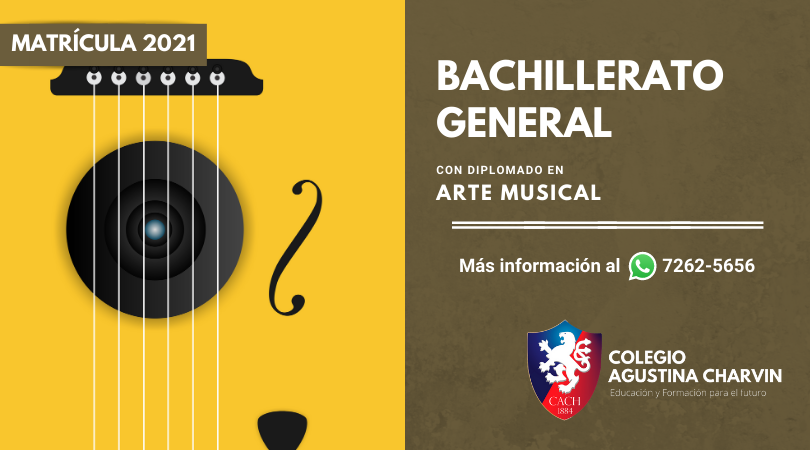 MATRÍCULA 2021
BACHILLERATO
GENERAL
CON DIPLOMADO EN
ARTE MUSICAL
Más información al 7262-5656
COLEGIO
AGUSTINA CHARVIN
Educación y Formación para el futuro
CACH
1884